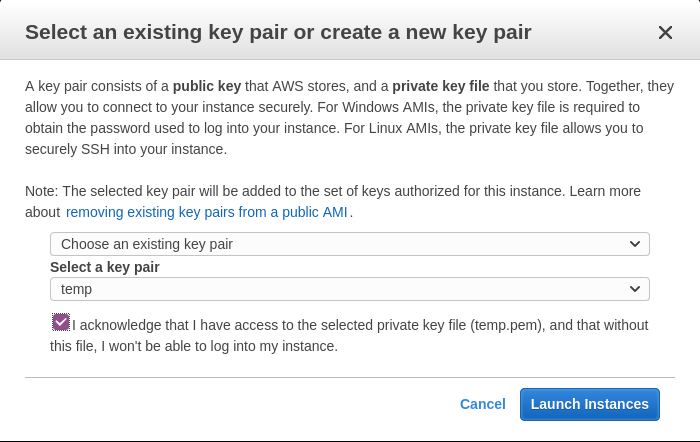 Select an existing key pair or create a new key pair
A key pair consists of a public key that AWS stores, and a private key file that you store. Together, they
allow you to connect to your instance securely. For Windows AMIs, the private key file is required to
obtain the password used to log into your instance. For Linux AMIs, the private key file allows you to
securely SSH into your instance.
Note: The selected key pair will be added to the set of keys authorized for this instance. Learn more
about removing existing key pairs from a public AMI.
Choose an existing key pair
Select a key pair
temp
I acknowledge that I have access to the selected private key file (temp.pem), and that without
this file, I won't be able to log into my instance.
Cancel Launch Instances